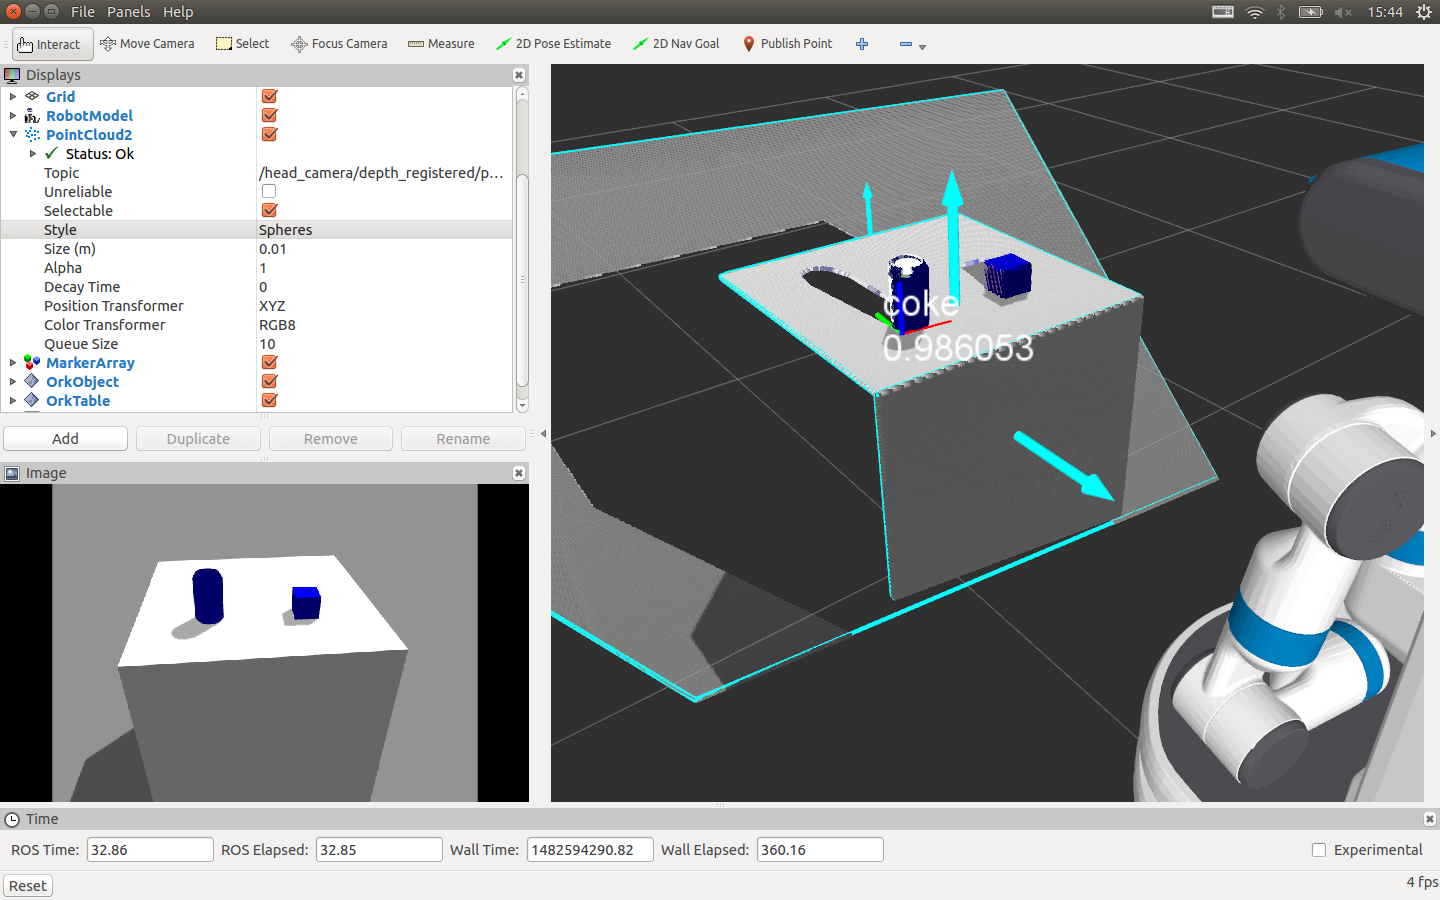 File Panels Help
15:44
Interact Move Camera Select Focus Camera Measure 2D Pose Estimate 2D Nav Goal Publish Point
Displays
Grid
RobotModel
PointCloud2
Status: Ok
Topic /head_camera/depth_registered/p...
Unreliable
Selectable
Style Spheres
Size (m) 0.01
Alpha 1
Decay Time 0
Position Transformer XYZ
Color Transformer RGB8
Queue Size 10
MarkerArray
OrkObject
OrkTable
Add Duplicate Remove Rename
Image
coke
0.986053
Time
ROS Time: 32.86 ROS Elapsed: 32.85 Wall Time: 1482594290.82 Wall Elapsed: 360.16 Experimental
Reset
4 fps